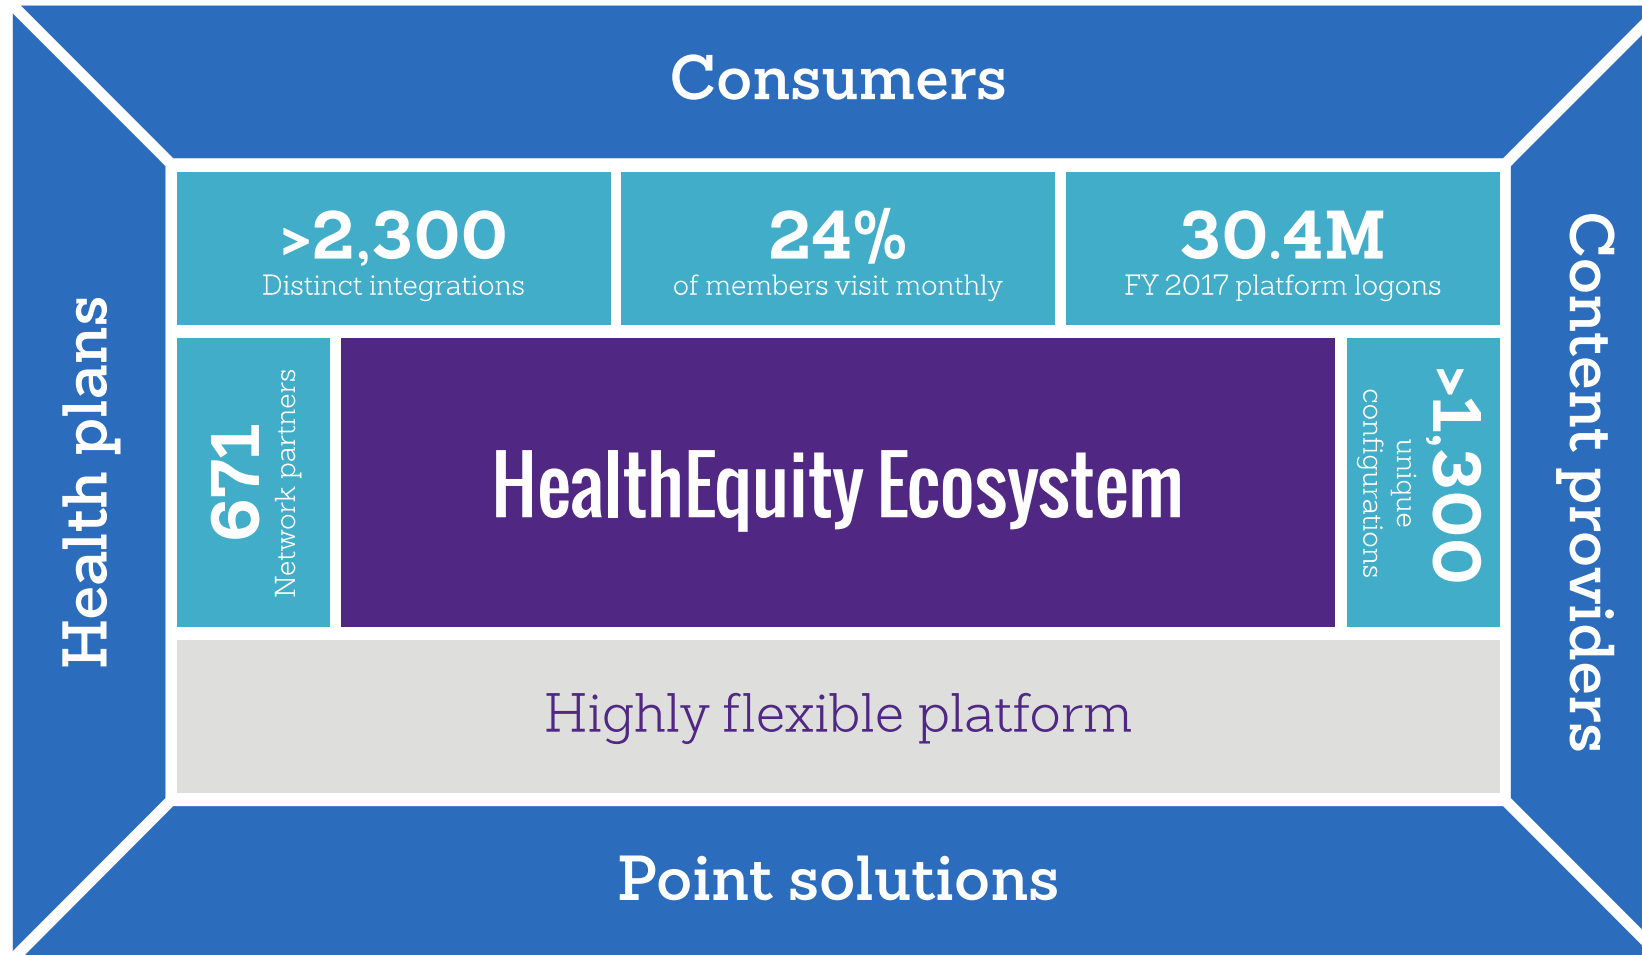 Consumers
>2,300
Distinct integrations
24%
of members visit monthly
30.4M
FY 2017 platform logons
Health plans
671
Network partners
HealthEquity Ecosystem
>1,300
unique
configurations
Content providers
Highly flexible platform
Point solutions